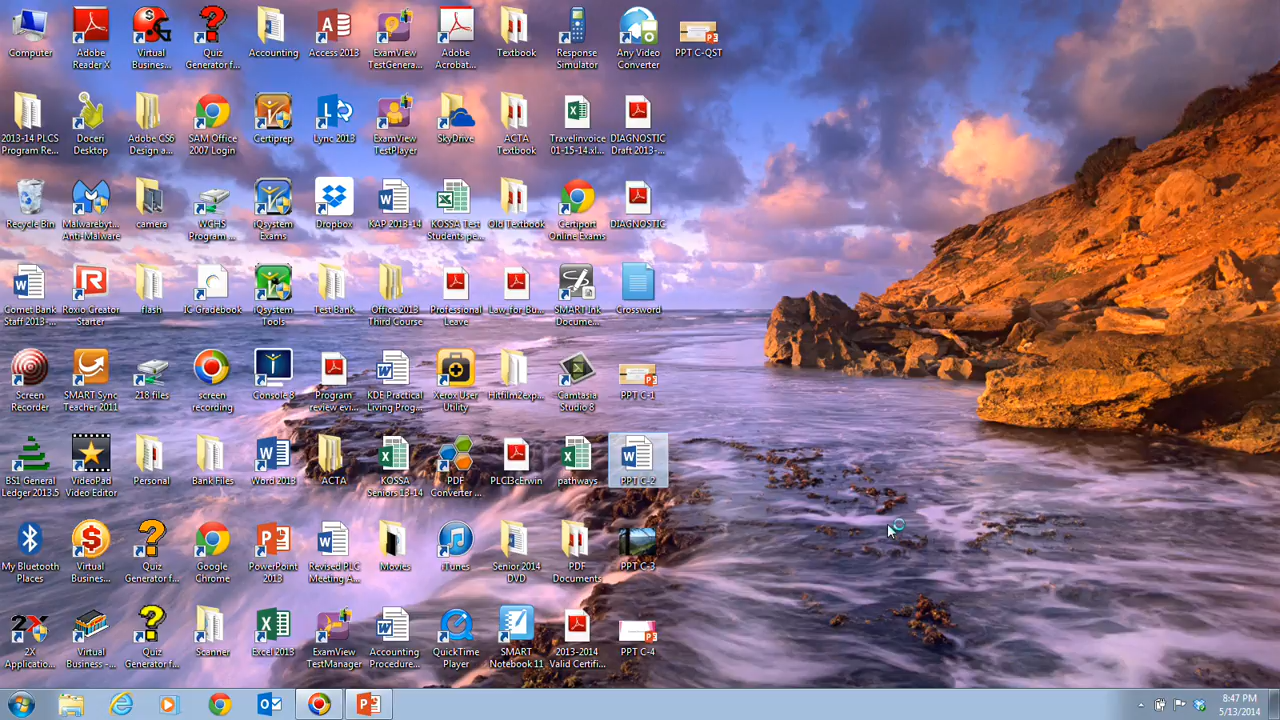 Computer
Adobe Reader X
Virtual Busines...
Quiz Generator f...
Accounting
Access 2013
ExamView TestGenera...
Adobe Acrobat...
Textbook
Response Simulator
Any Video Converter
PPT C-QST
2013-14 PLCS Program Re...
Doceri Desktop
Adobe CS6 Design a...
SAM Office 2007 Login
Certiprep
Lync 2013
ExamView TestPlayer
SkyDrive
ACTA Textbook
Travelinvoice 01-15-14.xl...
DIAGNOSTIC Draft 2013-...
Recycle Bin
Malwarebyt... Anti-Malware
camera
WCHS Program ...
iQsystem Exams
Dropbox
KAP 2013-14
KOSSA Test Students pe...
Old Textbook
Certiport Online Exams
DIAGNOSTIC
Comet Bank Staff 2013-...
Roxio Creator Starter
flash
IC Gradebook
iQsystem Tools
Test Bank
Office 2013 Third Course
Professional Leave
Law_for_Bu...
SMART Ink Docume...
Crossword
Screen Recorder
SMART Sync Teacher 2011
218 files
screen recording
Console 8
Program review evi...
KDE Practical Living Prog...
Xerox User Utility
Hitfilm2exp...
Camtasia Studio 8
PPT C-1
BS1 General Ledger 2013.5
VideoPad Video Editor
Personal
Bank Files
Word 2013
ACTA
KOSSA Seniors 13-14
PDF Converter ...
PLCI3cErwin
pathways
PPT C-2
My Bluetooth Places
Virtual Busines...
Quiz Generator f...
Google Chrome
PowerPoint 2013
Revised PLC Meeting A...
Movies
iTunes
Senior 2014 DVD
PDF Documents
PPT C-3
2X Applicatio...
Virtual Business -...
Quiz Generator f...
Scanner
Excel 2013
ExamView TestManager
Accounting Procedure...
QuickTime Player
SMART Notebook 11
2013-2014 Valid Certifi...
PPT C-4
8:47 PM
5/13/2014